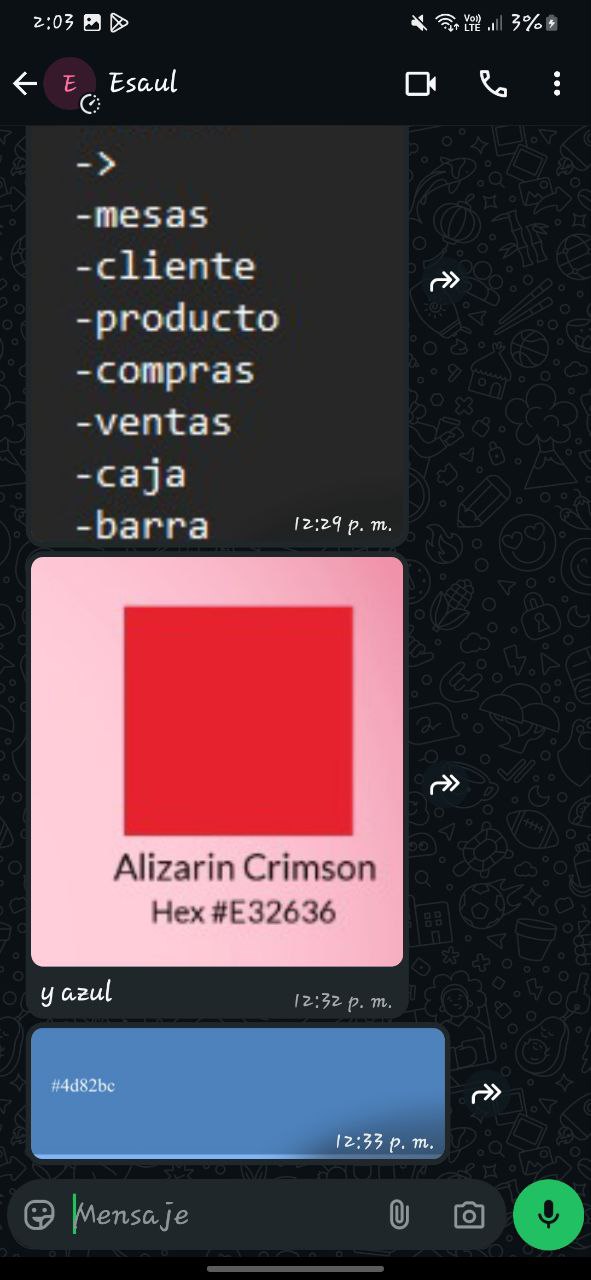 2:03 Vo)) LTE 3%
E Esaul
->
-mesas
-cliente
-producto
-compras
-ventas
-caja
-barra
12:29 p. m.
Alizarin Crimson
Hex #E32636
y azul
12:32 p. m.
#4d82bc
12:33 p. m.
Mensaje